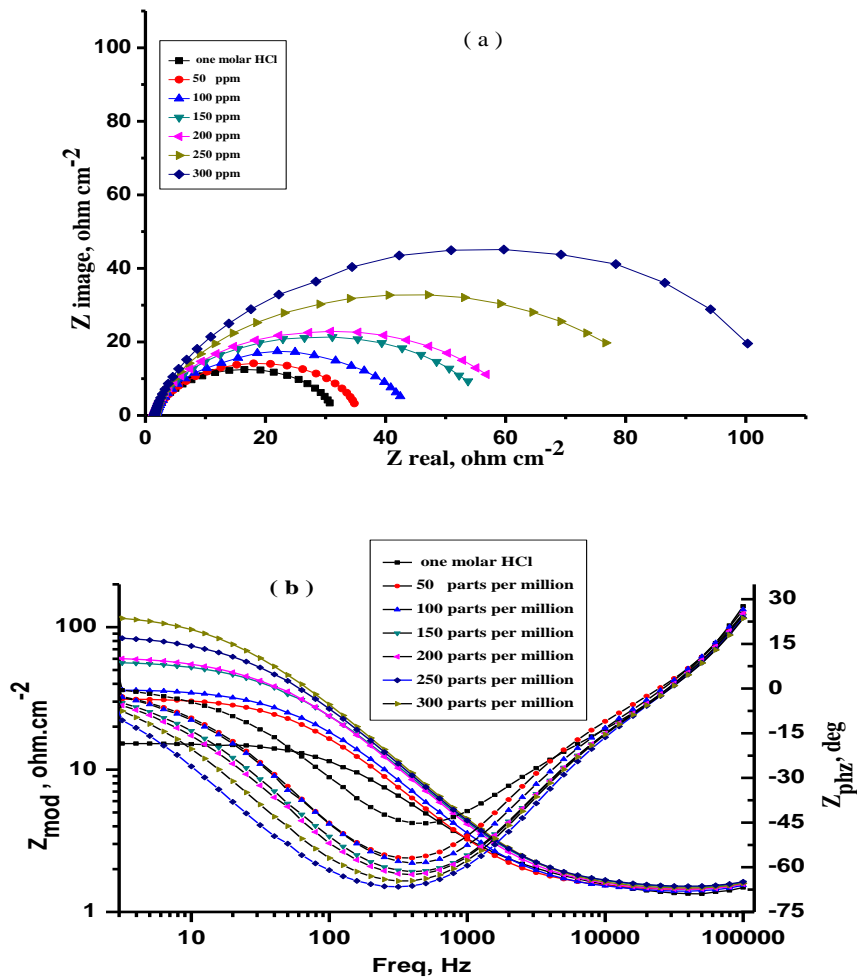 ( a )
one molar HCl
50 ppm
100 ppm
150 ppm
200 ppm
250 ppm
300 ppm
Z image, ohm cm-2
100
80
60
40
20
0
0 20 40 60 80 100
Z real, ohm cm-2
( b )
one molar HCl
50 parts per million
100 parts per million
150 parts per million
200 parts per million
250 parts per million
300 parts per million
Zmod , ohm.cm-2
100
10
1
30
15
0
-15
-30
-45
-60
-75
Zphz, deg
10 100 1000 10000 100000
Freq, Hz